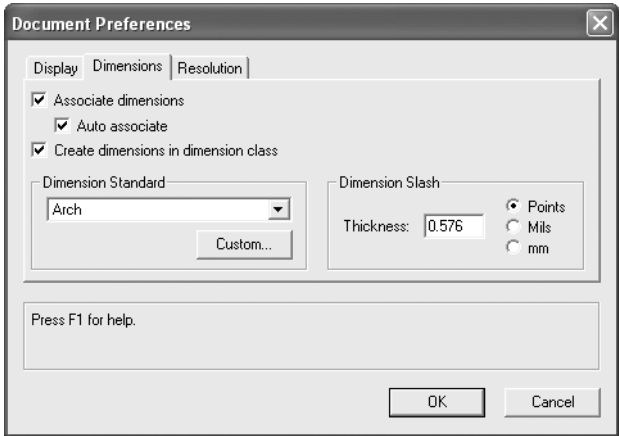 Document Preferences
Display Dimensions Resolution
Associate dimensions
Auto associate
Create dimensions in dimension class
Dimension Standard
Arch
Custom...
Dimension Slash
Thickness: 0.576
Points
Mils
mm
Press F1 for help.
OK Cancel